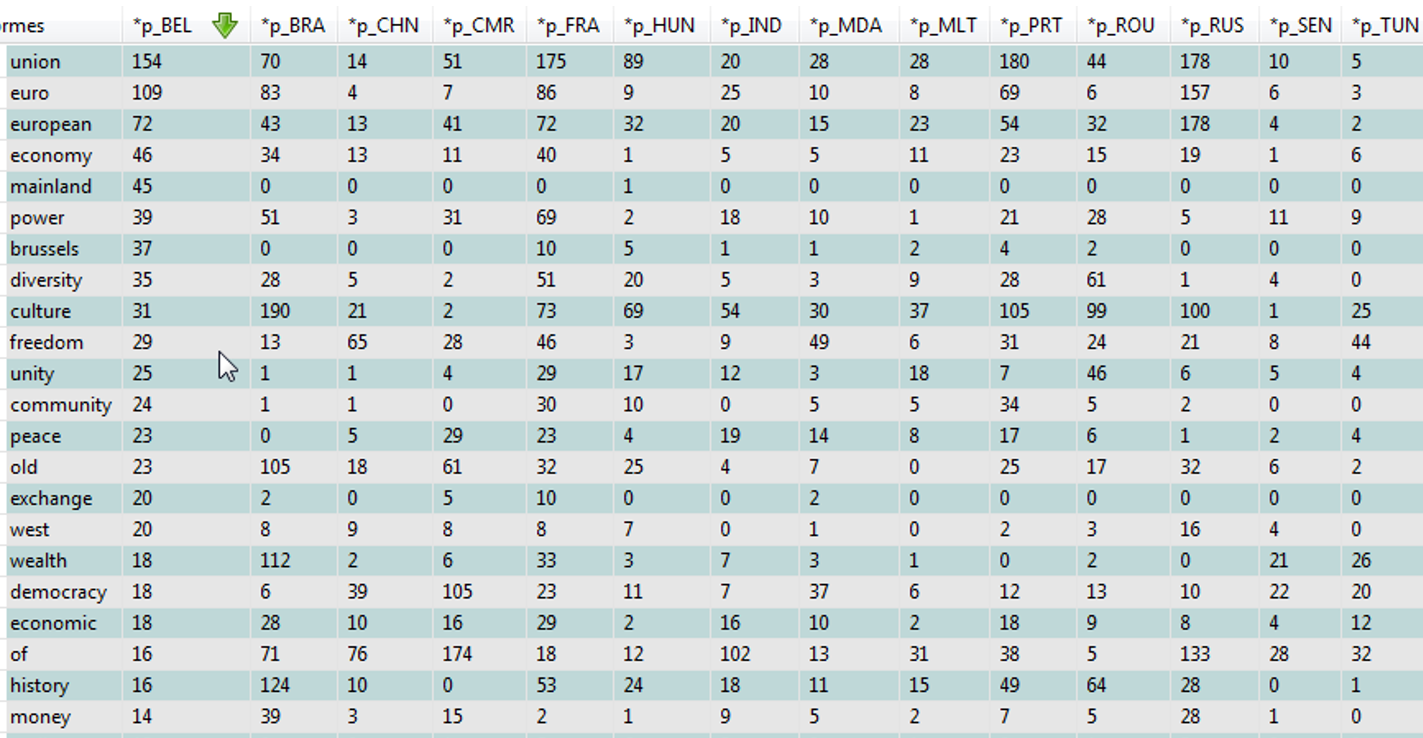 ormes *p_BEL *p_BRA *p_CHN *p_CMR *p_FRA *p_HUN *p_IND *p_MDA *p_MLT *p_PRT *p_ROU *p_RUS *p_SEN *p_TUN
union 154 70 14 51 175 89 20 28 28 180 44 178 10 5
euro 109 83 4 7 86 9 25 10 8 69 6 157 6 3
european 72 43 13 41 72 32 20 15 23 54 32 178 4 2
economy 46 34 13 11 40 1 5 5 11 23 15 19 1 6
mainland 45 0 0 0 0 1 0 0 0 0 0 0 0 0
power 39 51 3 31 69 2 18 10 1 21 28 5 11 9
brussels 37 0 0 0 10 5 1 1 2 4 2 0 0 0
diversity 35 28 5 2 51 20 5 3 9 28 61 1 4 0
culture 31 190 21 2 73 69 54 30 37 105 99 100 1 25
freedom 29 13 65 28 46 3 9 49 6 31 24 21 8 44
unity 25 1 1 4 29 17 12 3 18 7 46 6 5 4
community 24 1 1 0 30 10 0 5 5 34 5 2 0 0
peace 23 0 5 29 23 4 19 14 8 17 6 1 2 4
old 23 105 18 61 32 25 4 7 0 25 17 32 6 2
exchange 20 2 0 5 10 0 0 2 0 0 0 0 0 0
west 20 8 9 8 8 7 0 1 0 2 3 16 4 0
wealth 18 112 2 6 33 3 7 3 1 0 2 0 21 26
democracy 18 6 39 105 23 11 7 37 6 12 13 10 22 20
economic 18 28 10 16 29 2 16 10 2 18 9 8 4 12
of 16 71 76 174 18 12 102 13 31 38 5 133 28 32
history 16 124 10 0 53 24 18 11 15 49 64 28 0 1
money 14 39 3 15 2 1 9 5 2 7 5 28 1 0